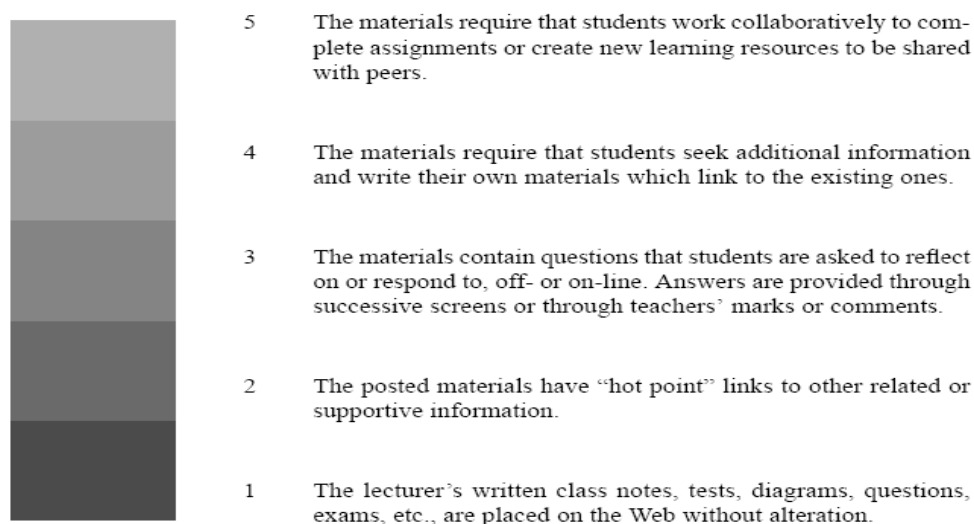 5 The materials require that students work collaboratively to com-
plete assignments or create new learning resources to be shared
with peers.
4 The materials require that students seek additional information
and write their own materials which link to the existing ones.
3 The materials contain questions that students are asked to reflect
on or respond to, off- or on-line. Answers are provided through
successive screens or through teachers’ marks or comments.
2 The posted materials have “hot point” links to other related or
supportive information.
1 The lecturer’s written class notes, tests, diagrams, questions,
exams, etc., are placed on the Web without alteration.